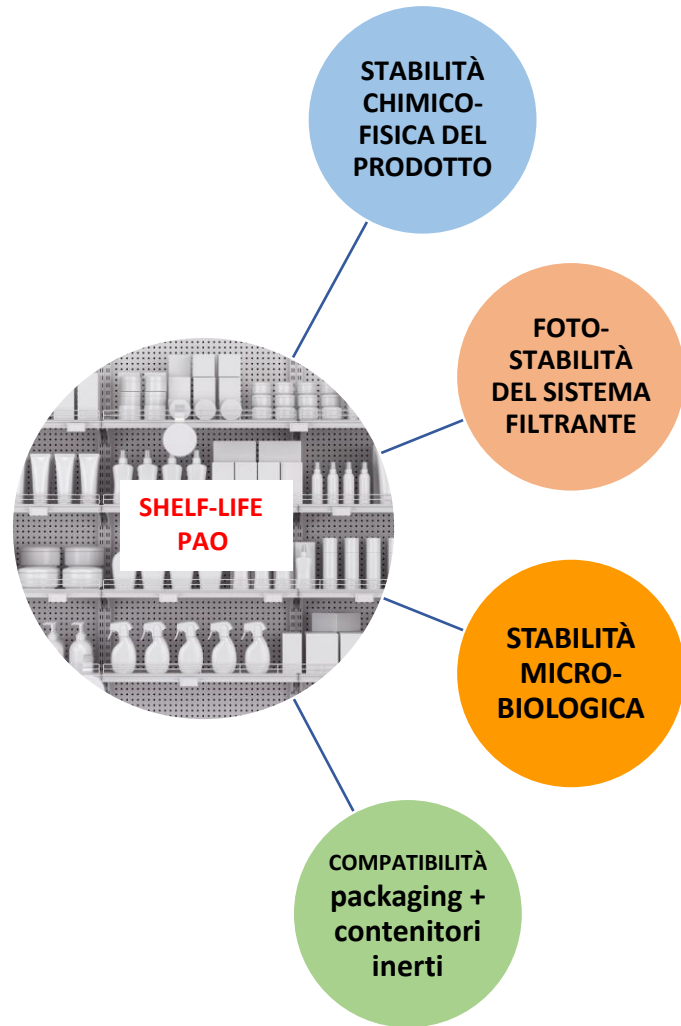 STABILITÀ
CHIMICO-
FISICA DEL
PRODOTTO
FOTO-
STABILITÀ
DEL SISTEMA
FILTRANTE
SHELF-LIFE
PAO
STABILITÀ
MICRO-
BIOLOGICA
COMPATIBILITÀ
packaging +
contenitori
inerti